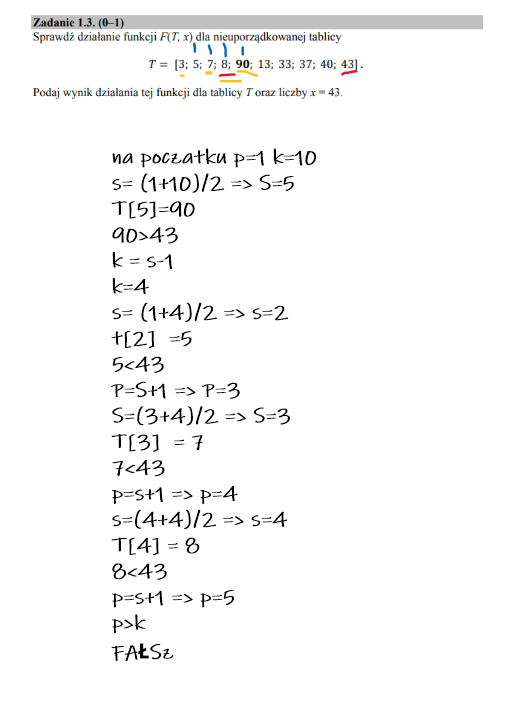 Zadanie 1.3. (0–1)
Sprawdź działanie funkcji F(T, x) dla nieuporządkowanej tablicy
T = [3; 5; 7; 8; 90; 13; 33; 37; 40; 43].
Podaj wynik działania tej funkcji dla tablicy T oraz liczby x = 43.
na początku p=1 k=10
s= (1+10)/2 => S=5
T[5]=90
90>43
k = s-1
k=4
s= (1+4)/2 => s=2
t[2] =5
5<43
P=S+1 => P=3
S=(3+4)/2 => S=3
T[3] = 7
7<43
p=s+1 => p=4
s=(4+4)/2 => s=4
T[4] = 8
8<43
p=s+1 => p=5
p>k
FAŁSz